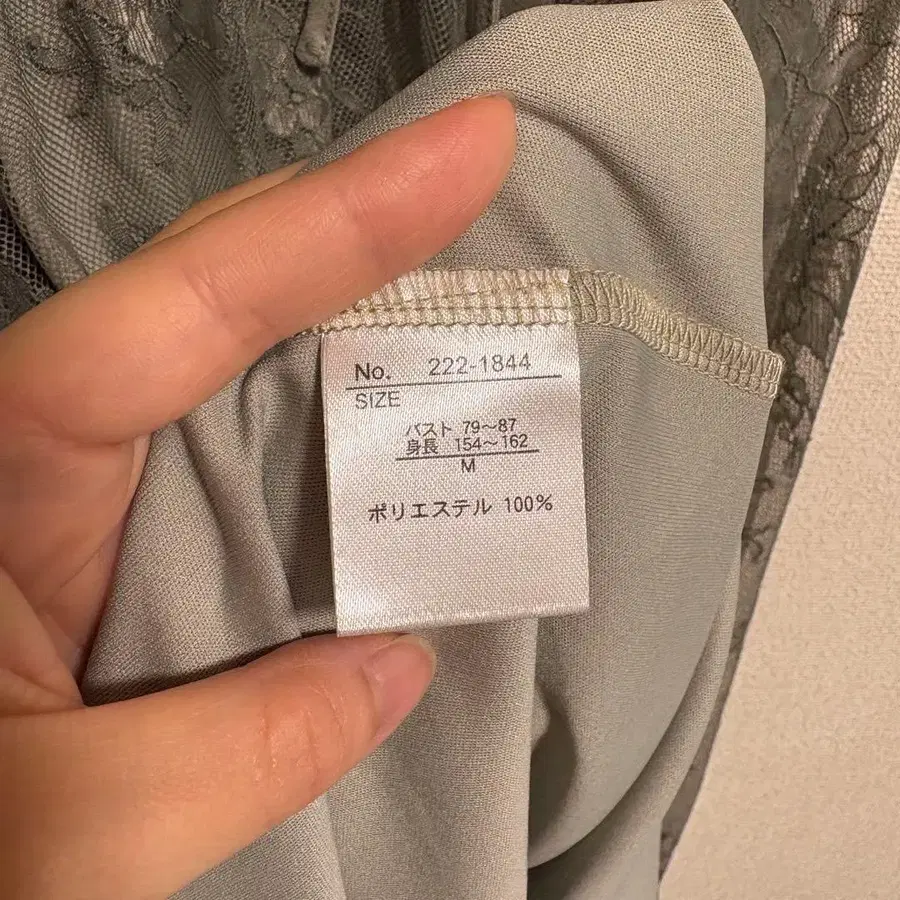 No. 222-1844
SIZE
バスト 79〜87
身長 154〜162
M
ポリエステル 100%